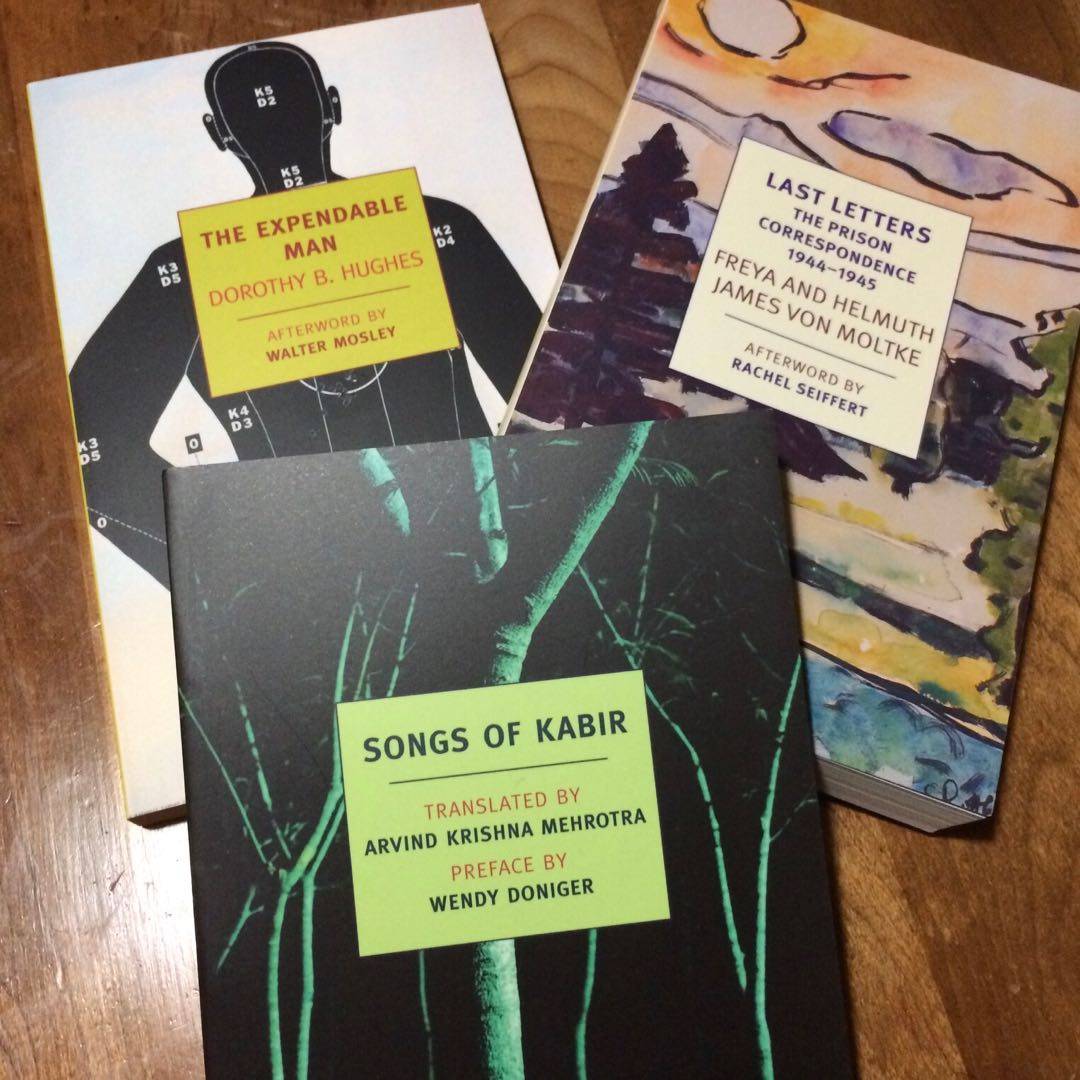 K5
D2
K5
D2
K2
D4
K3
D5
THE EXPENDABLE
MAN
DOROTHY B. HUGHES
AFTERWORD BY
WALTER MOSLEY
K4
D3
K3
D5
O
O
LAST LETTERS
THE PRISON
CORRESPONDENCE
1944–1945
FREYA AND HELMUTH
JAMES VON MOLTKE
AFTERWORD BY
RACHEL SEIFFERT
SONGS OF KABIR
TRANSLATED BY
ARVIND KRISHNA MEHROTRA
PREFACE BY
WENDY DONIGER